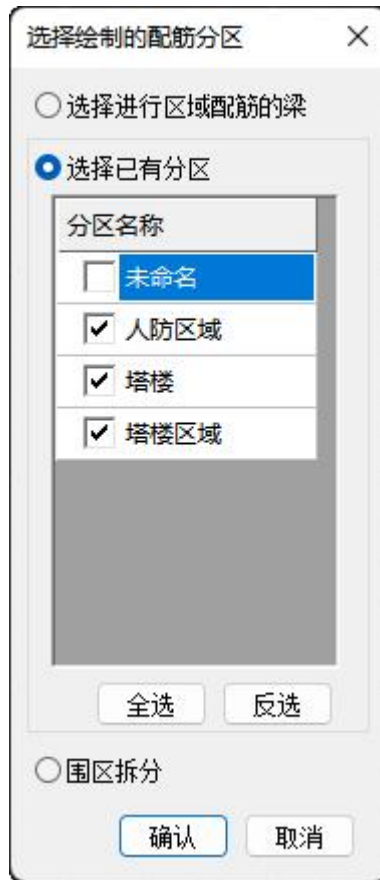 选择绘制的配筋分区
选择进行区域配筋的梁
选择已有分区
分区名称
未命名
人防区域
塔楼
塔楼区域
全选 反选
围区拆分
确认 取消